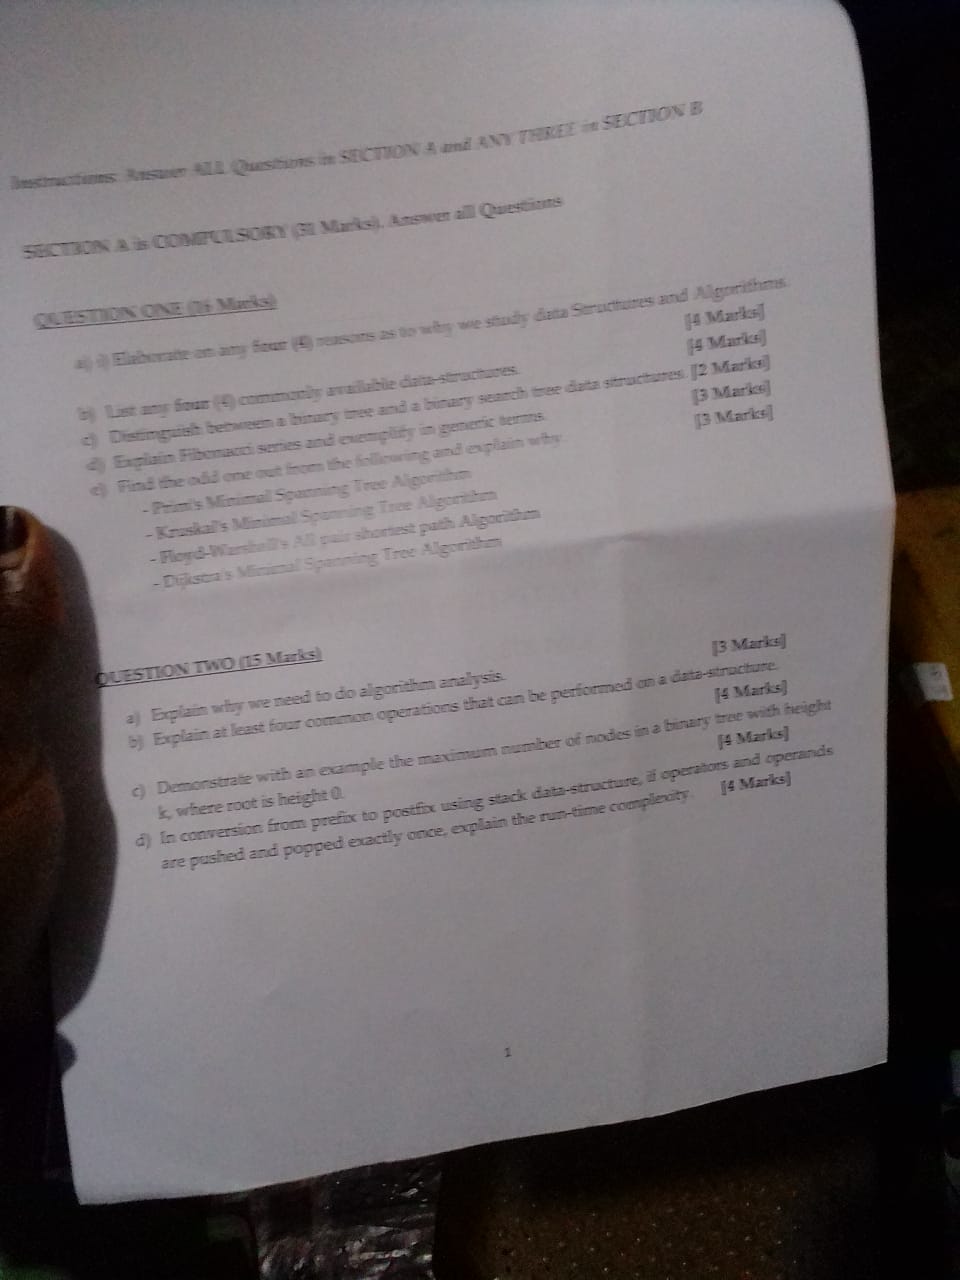 Instructions: Answer ALL Questions in SECTION A and ANY THREE in SECTION B
SECTION A is COMPULSORY (31 Marks), Answer all Questions
QUESTION ONE (16 Marks)
a) i) Elaborate on any four (4) reasons as to why we study data Structures and Algorithms.
[4 Marks]
b) List any four (4) commonly available data-structures. [4 Marks]
c) Distinguish between a binary tree and a binary search tree data structures. [2 Marks]
d) Explain Fibonacci series and exemplify in generic terms. [3 Marks]
e) Find the odd one out from the following and explain why [3 Marks]
- Prim's Minimal Spanning Tree Algorithm
- Kruskal's Minimal Spanning Tree Algorithm
- Floyd-Warshall's All pair shortest path Algorithm
- Dijkstra's Minimal Spanning Tree Algorithm
QUESTION TWO (15 Marks)
a) Explain why we need to do algorithm analysis. [3 Marks]
b) Explain at least four common operations that can be performed on a data-structure.
[4 Marks]
c) Demonstrate with an example the maximum number of nodes in a binary tree with height
k, where root is height 0. [4 Marks]
d) In conversion from prefix to postfix using stack data-structure, if operators and operands
are pushed and popped exactly once, explain the run-time complexity. [4 Marks]
1